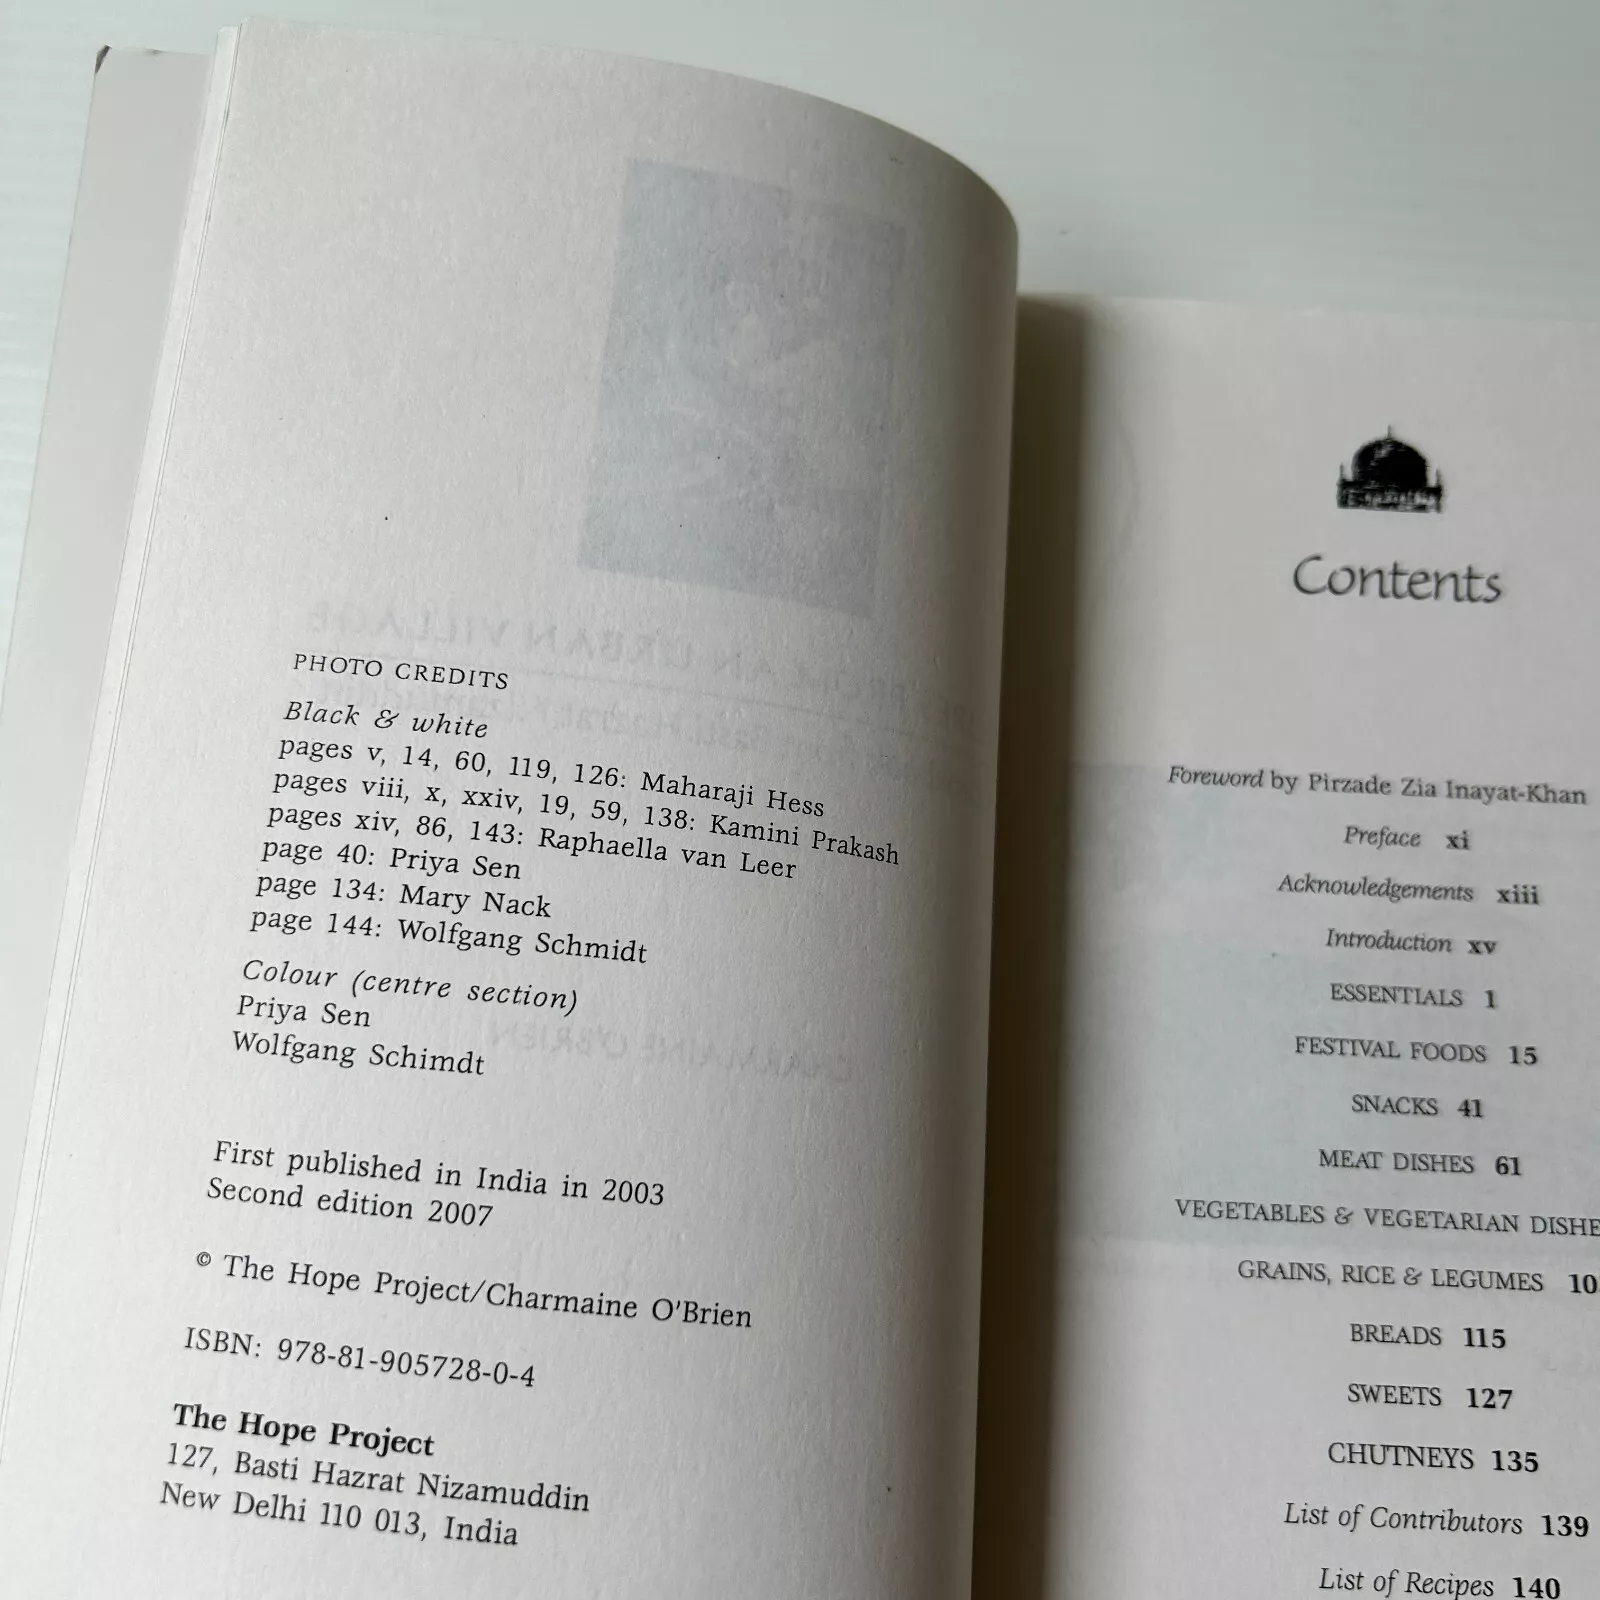 PHOTO CREDITS
Black & white
pages v, 14, 60, 119, 126: Maharaji Hess
pages viii, x, xxiv, 19, 59, 138: Kamini Prakash
pages xiv, 86, 143: Raphaella van Leer
page 40: Priya Sen
page 134: Mary Nack
page 144: Wolfgang Schmidt
Colour (centre section)
Priya Sen
Wolfgang Schimdt
First published in India in 2003
Second edition 2007
© The Hope Project/Charmaine O'Brien
ISBN: 978-81-905728-0-4
The Hope Project
127, Basti Hazrat Nizamuddin
New Delhi 110 013, India
Contents
Foreword by Pirzade Zia Inayat-Khan
Preface xi
Acknowledgements xiii
Introduction xv
ESSENTIALS 1
FESTIVAL FOODS 15
SNACKS 41
MEAT DISHES 61
VEGETABLES & VEGETARIAN DISHE
GRAINS, RICE & LEGUMES 10
BREADS 115
SWEETS 127
CHUTNEYS 135
List of Contributors 139
List of Recipes 140